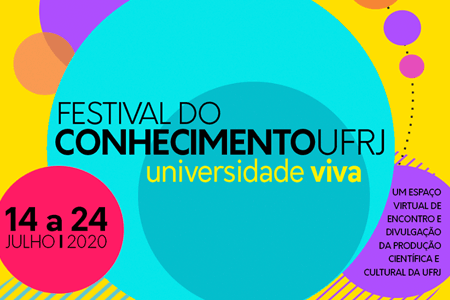 FESTIVAL DO
CONHECIMENTOUFRJ
universidade viva
14 a 24
JULHO | 2020
UM ESPAÇO
VIRTUAL DE
ENCONTRO E
DIVULGAÇÃO
DA PRODUÇÃO
CIENTÍFICA E
CULTURAL DA UFRJ